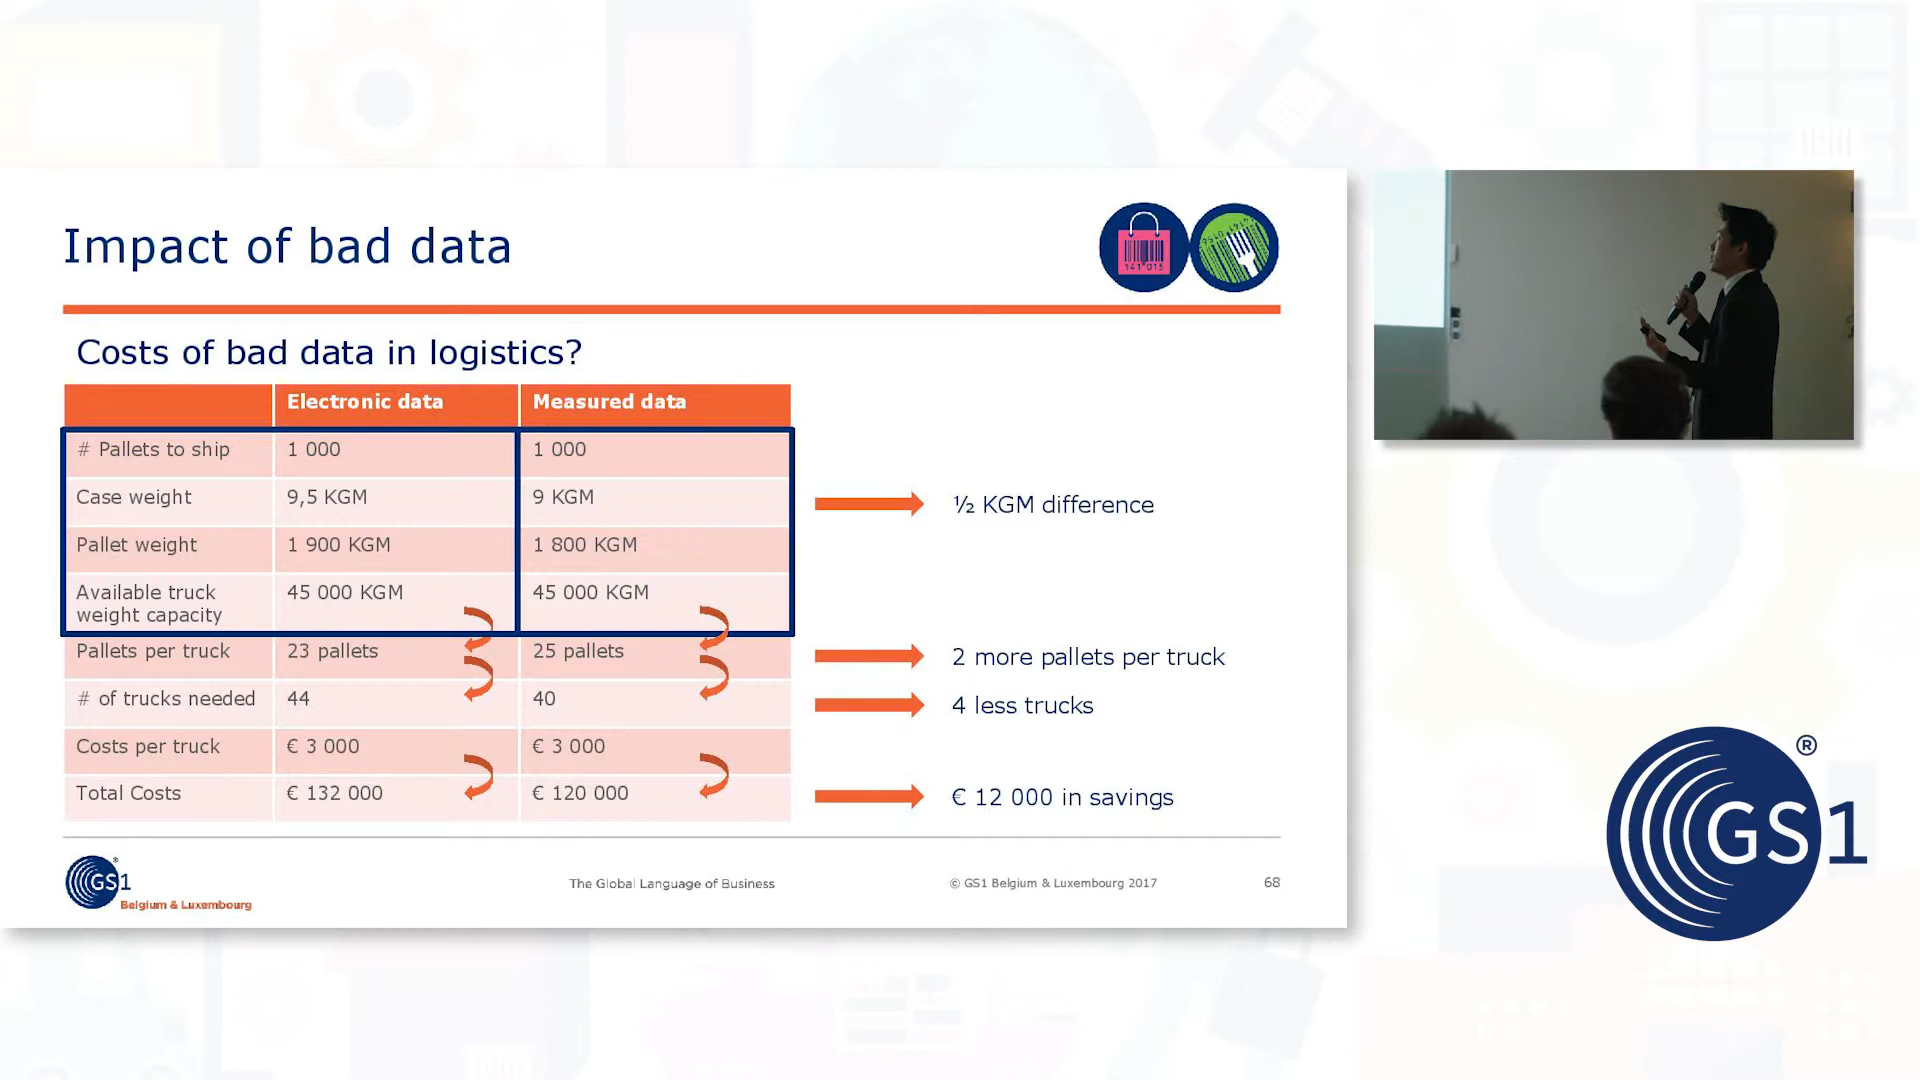 Impact of bad data
141 015
Costs of bad data in logistics?
Electronic data Measured data
# Pallets to ship 1 000 1 000
Case weight 9,5 KGM 9 KGM
½ KGM difference
Pallet weight 1 900 KGM 1 800 KGM
Available truck weight capacity 45 000 KGM 45 000 KGM
Pallets per truck 23 pallets 25 pallets
2 more pallets per truck
# of trucks needed 44 40
4 less trucks
Costs per truck € 3 000 € 3 000
Total Costs € 132 000 € 120 000
€ 12 000 in savings
GS1
Belgium & Luxembourg
The Global Language of Business
© GS1 Belgium & Luxembourg 2017
68
GS1 ®